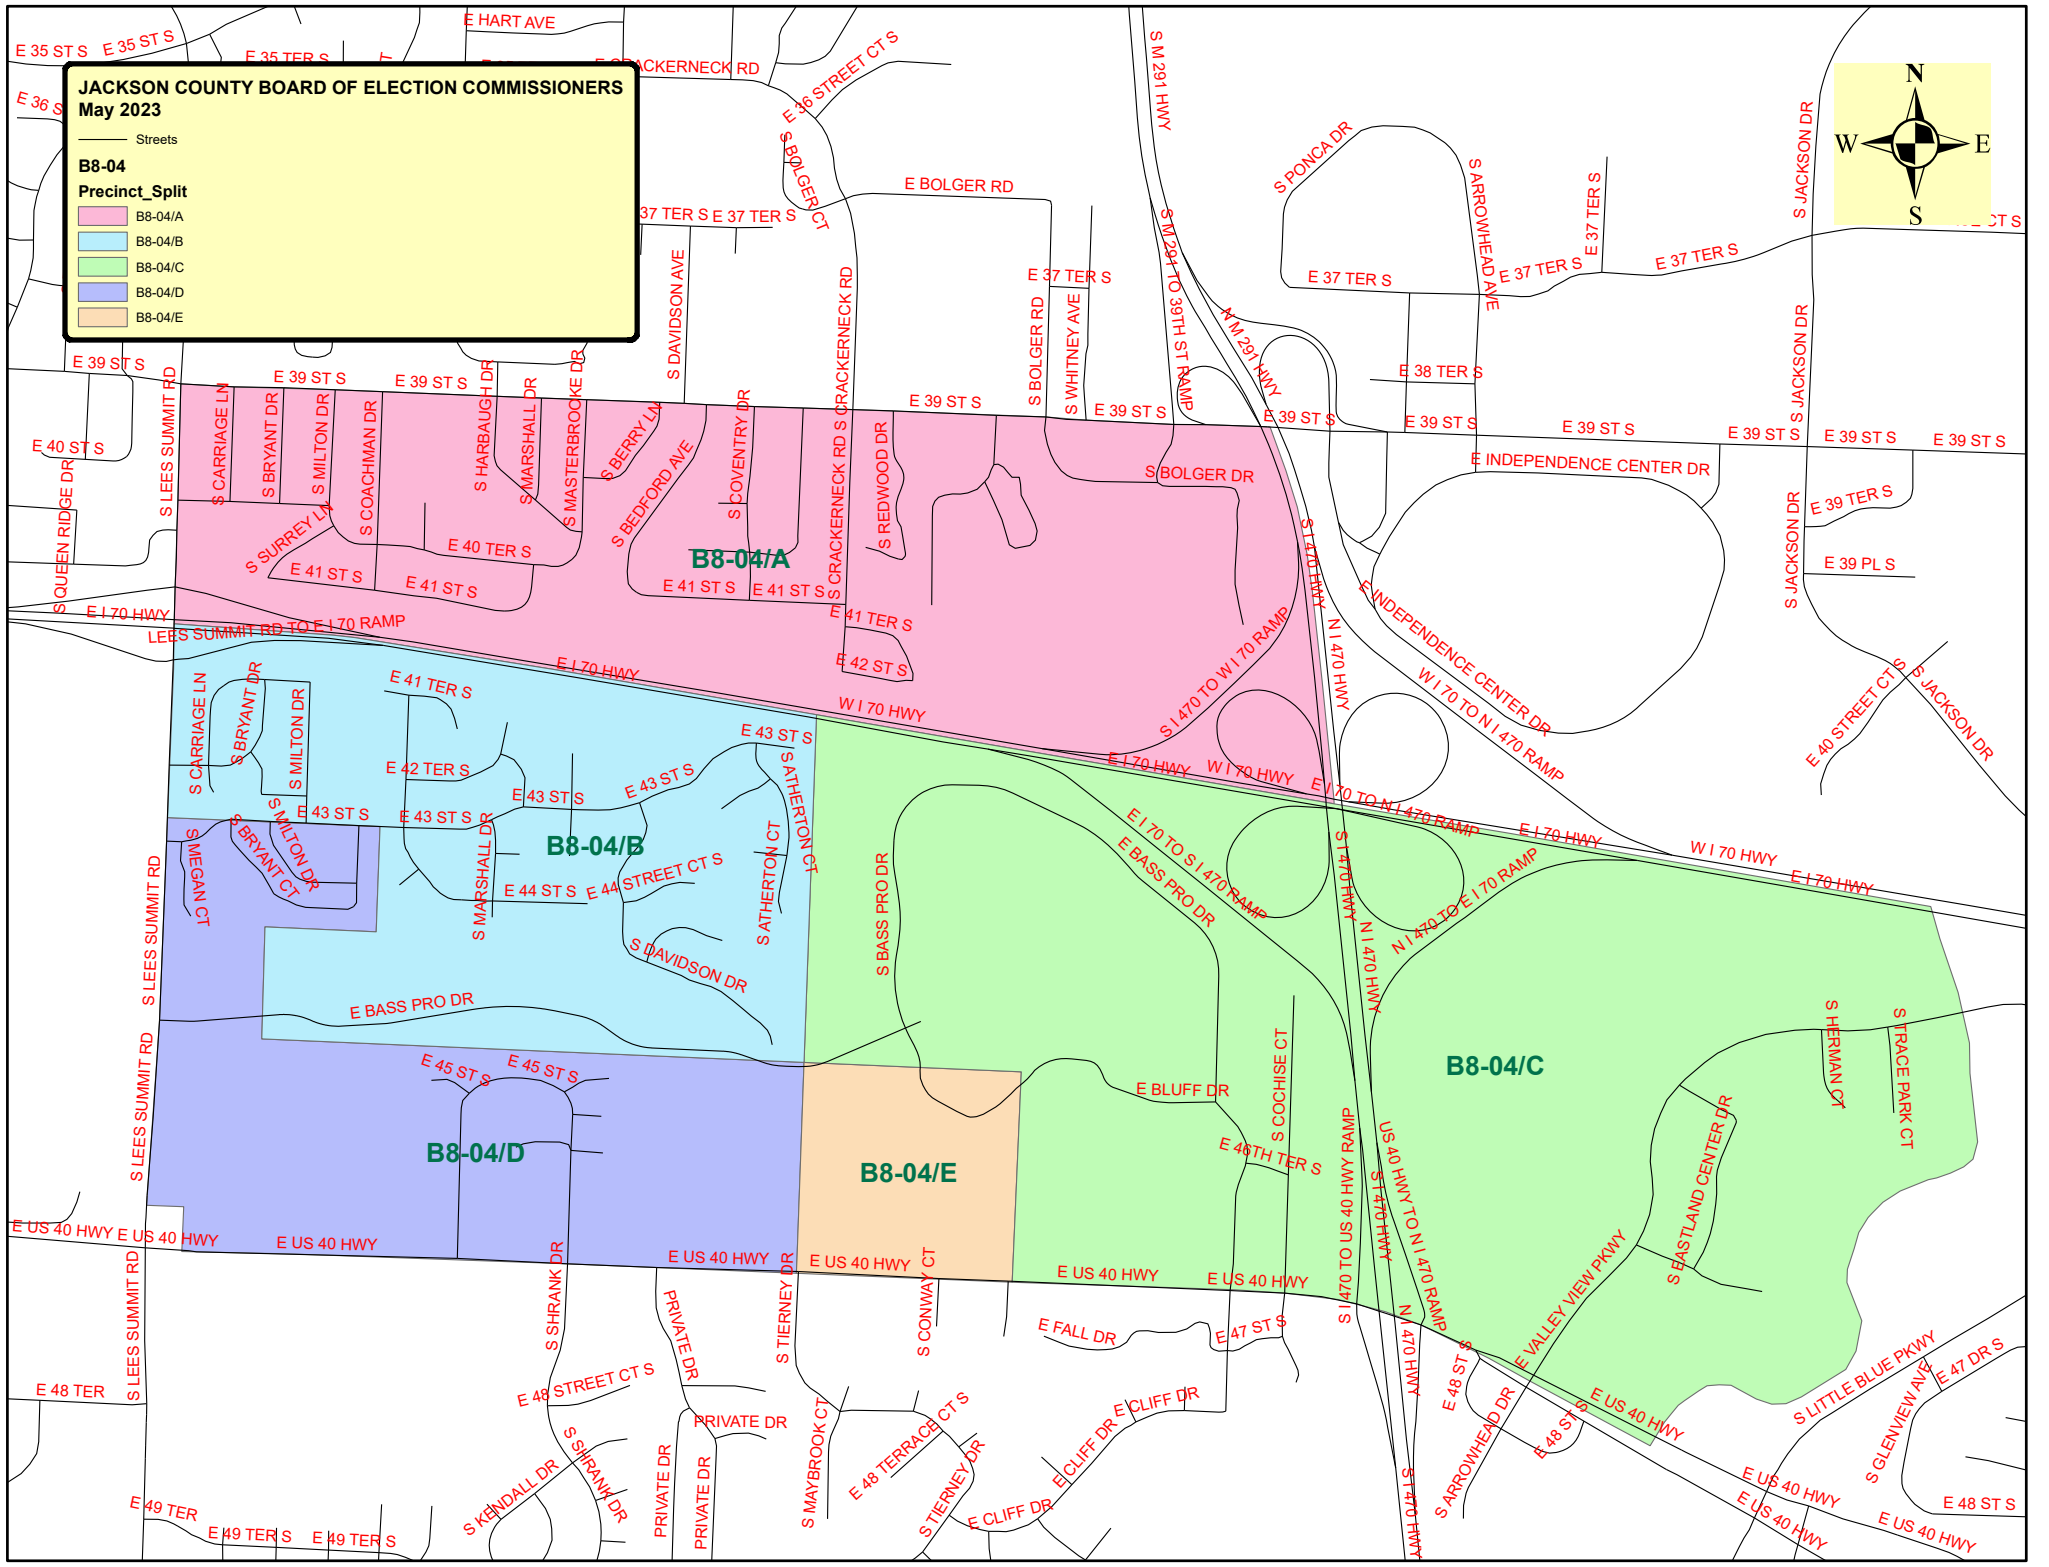 E HART AVE
E 35 ST S
E 35 ST S
E 35 TER S
CRACKERNECK RD
E 36 STREET CT S
E 36 S
JACKSON COUNTY BOARD OF ELECTION COMMISSIONERS
May 2023
Streets
B8-04
Precinct_Split
B8-04/A
B8-04/B
B8-04/C
B8-04/D
B8-04/E
N
W
E
S
CT S
S M 291 HWY
S JACKSON DR
S PONCA DR
S ARROWHEAD AVE
E 37 TER S
S BOLGER CT
E BOLGER RD
37 TER S
E 37 TER S
S M 291 TO 39TH ST RAMP
E 37 TER S
E 37 TER S
E 37 TER S
E 37 TER S
S DAVIDSON AVE
S CRACKERNECK RD
S BOLGER RD
S WHITNEY AVE
N M 291 HWY
S JACKSON DR
E 39 ST S
E 39 ST S
E 39 ST S
E 39 ST S
E 39 ST S
E 39 ST S
E 38 TER S
E 39 ST S
E 39 ST S
E 39 ST S
E 39 ST S
E 39 ST S
S LEES SUMMIT RD
S CARRIAGE LN
S BRYANT DR
S MILTON DR
S COACHMAN DR
S HARBAUGH DR
S MARSHALL DR
S MASTERBROOKE DR
S BERRY LN
S BEDFORD AVE
S COVENTRY DR
S CRACKERNECK RD
S REDWOOD DR
S BOLGER DR
E INDEPENDENCE CENTER DR
E 40 ST S
S QUEEN RIDGE DR
S JACKSON DR
E 39 TER S
E 39 PL S
S SURREY LN
E 40 TER S
B8-04/A
E 41 ST S
E 41 ST S
E 41 ST S
E 41 ST S
E 41 TER S
E 42 ST S
S I 470 HWY
N I 470 HWY
E INDEPENDENCE CENTER DR
E I 70 HWY
LEES SUMMIT RD TO E I 70 RAMP
E I 70 HWY
W I 70 HWY
S I 470 TO W I 70 RAMP
W I 70 TO N I 470 RAMP
E 40 STREET CT S
S JACKSON DR
S CARRIAGE LN
S BRYANT DR
S MILTON DR
E 41 TER S
E 43 ST S
E 42 TER S
E 43 ST S
E 43 ST S
E 43 ST S
E 43 ST S
S ATHERTON CT
E I 70 HWY
W I 70 HWY
E I 70 TO N I 470 RAMP
E I 70 HWY
W I 70 HWY
E I 70 HWY
S MEGAN CT
S BRYANT CT
S MILTON DR
S MARSHALL DR
B8-04/B
E 44 ST S
E 44 STREET CT S
S ATHERTON CT
S BASS PRO DR
E BASS PRO DR
E I 70 TO S I 470 RAMP
S I 470 HWY
N I 470 TO E I 70 RAMP
N I 470 HWY
S LEES SUMMIT RD
S DAVIDSON DR
E BASS PRO DR
S LEES SUMMIT RD
E 45 ST S
E 45 ST S
E BLUFF DR
S COCHISE CT
B8-04/C
S HERMAN CT
S TRACE PARK CT
B8-04/D
B8-04/E
E 46TH TER S
S I 470 TO US 40 HWY RAMP
US 40 HWY TO N I 470 RAMP
S I 470 HWY
S EASTLAND CENTER DR
E VALLEY VIEW PKWY
E US 40 HWY
E US 40 HWY
E US 40 HWY
E US 40 HWY
E US 40 HWY
E US 40 HWY
E US 40 HWY
S LEES SUMMIT RD
S SHRANK DR
PRIVATE DR
S TIERNEY DR
S CONWAY CT
E FALL DR
E 47 ST S
N I 470 HWY
E 48 ST S
S LITTLE BLUE PKWY
E 47 DR S
S GLENVIEW AVE
E 48 TER
E 48 STREET CT S
PRIVATE DR
S MAYBROOK CT
E 48 TERRACE CT S
E CLIFF DR
E CLIFF DR
S ARROWHEAD DR
E 48 ST S
E US 40 HWY
S SHRANK DR
S KENDALL DR
PRIVATE DR
PRIVATE DR
S TIERNEY DR
E CLIFF DR
S I 470 HWY
E US 40 HWY
E US 40 HWY
E US 40 HWY
E 48 ST S
E 49 TER
E 49 TER S
E 49 TER S